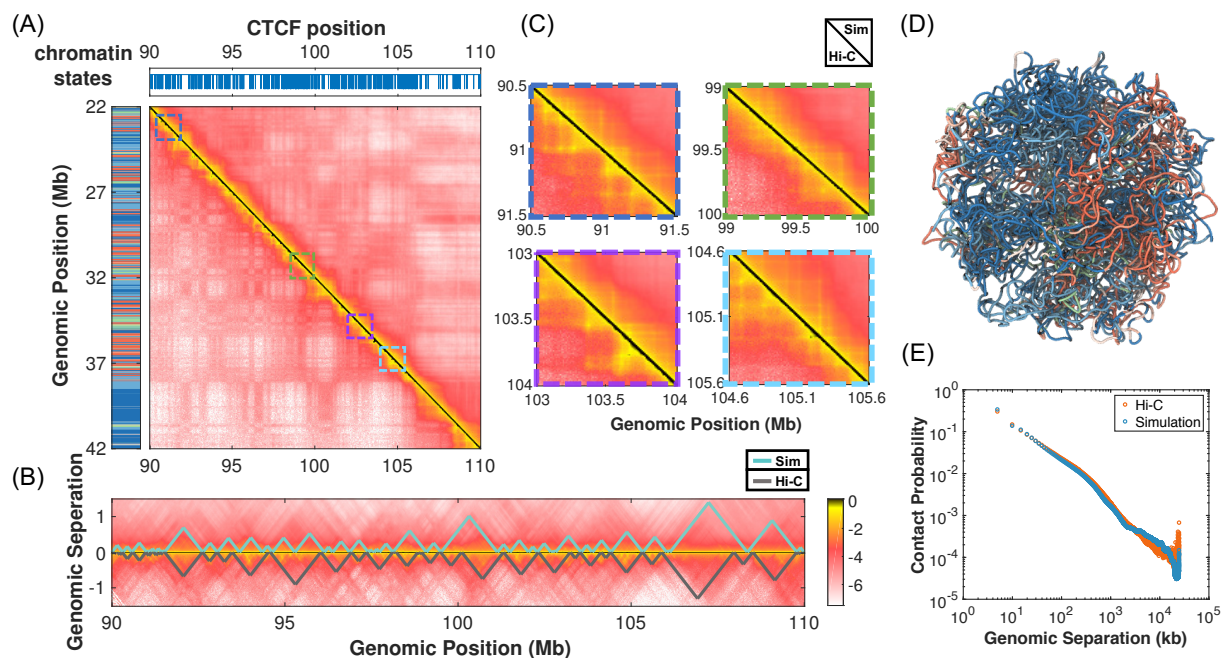 (A)
CTCF position
90 95 100 105 110
chromatin
states
Genomic Position (Mb)
22
27
32
37
42
90 95 100 105 110
(B)
Sim
Hi-C
Genomic Seperation
1
0
-1
90 95 100 105 110
Genomic Position (Mb)
0
-2
-4
-6
(C)
Sim
Hi-C
90.5
91
91.5
90.5 91 91.5
99
99.5
100
99 99.5 100
103
103.5
104
103 103.5 104
104.6
105.1
105.6
104.6 105.1 105.6
Genomic Position (Mb)
(D)
(E)
Contact Probability
10^0
10^-1
10^-2
10^-3
10^-4
10^-5
Hi-C
Simulation
10^0 10^1 10^2 10^3 10^4 10^5
Genomic Separation (kb)